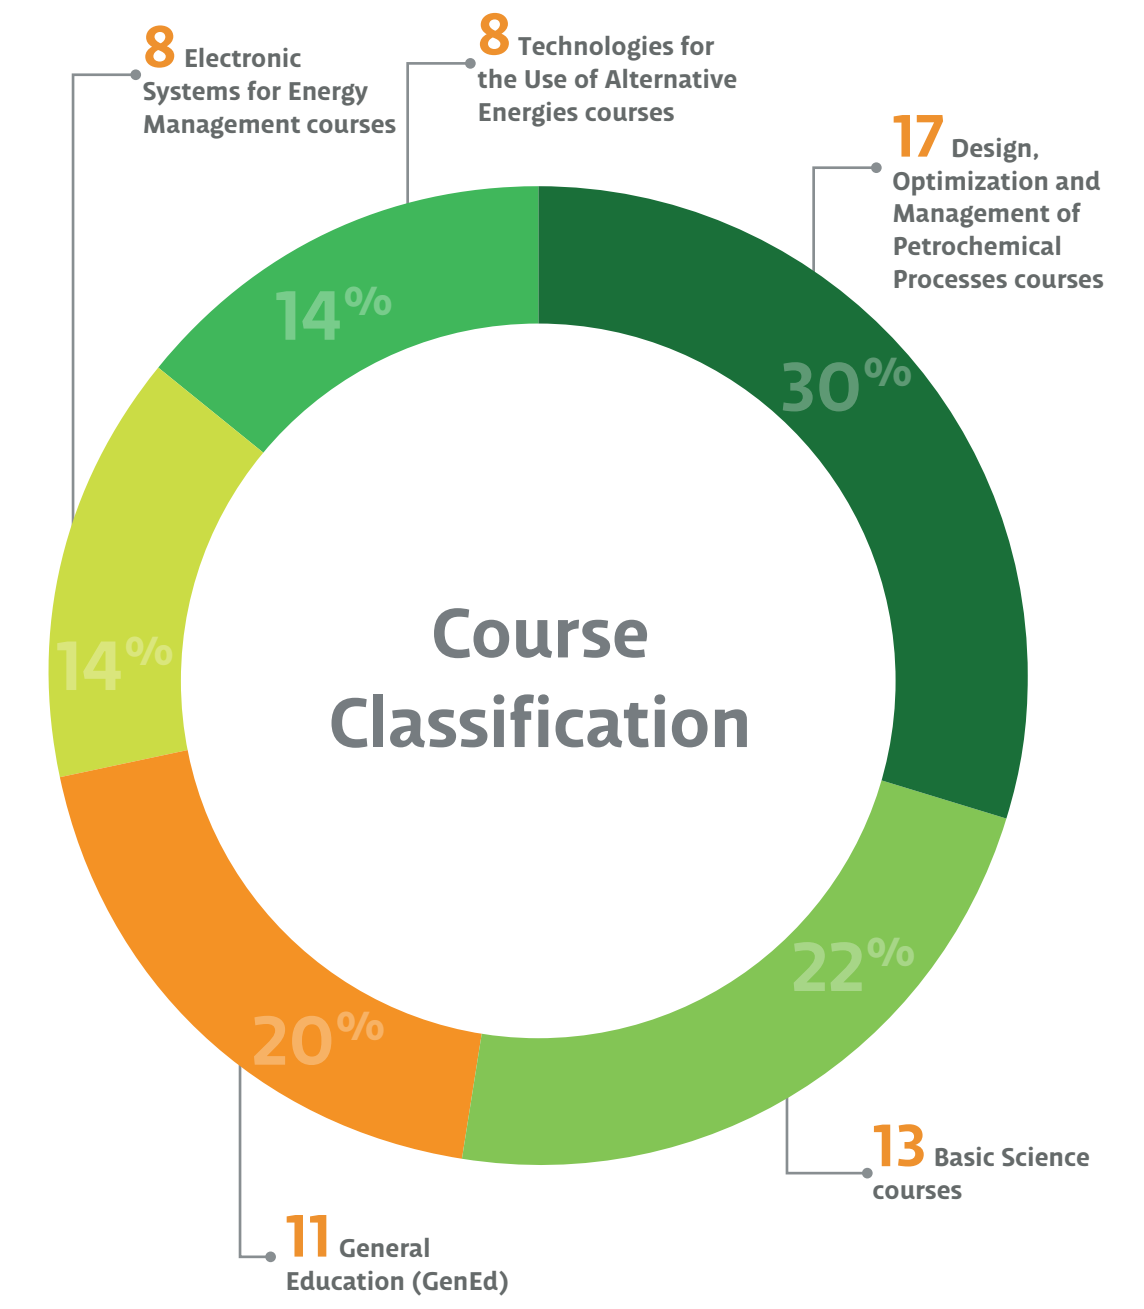 8 Electronic
Systems for Energy
Management courses
8 Technologies for
the Use of Alternative
Energies courses
17 Design,
Optimization and
Management of
Petrochemical
Processes courses
14%
30%
Course
Classification
14%
22%
20%
13 Basic Science
courses
11 General
Education (GenEd)